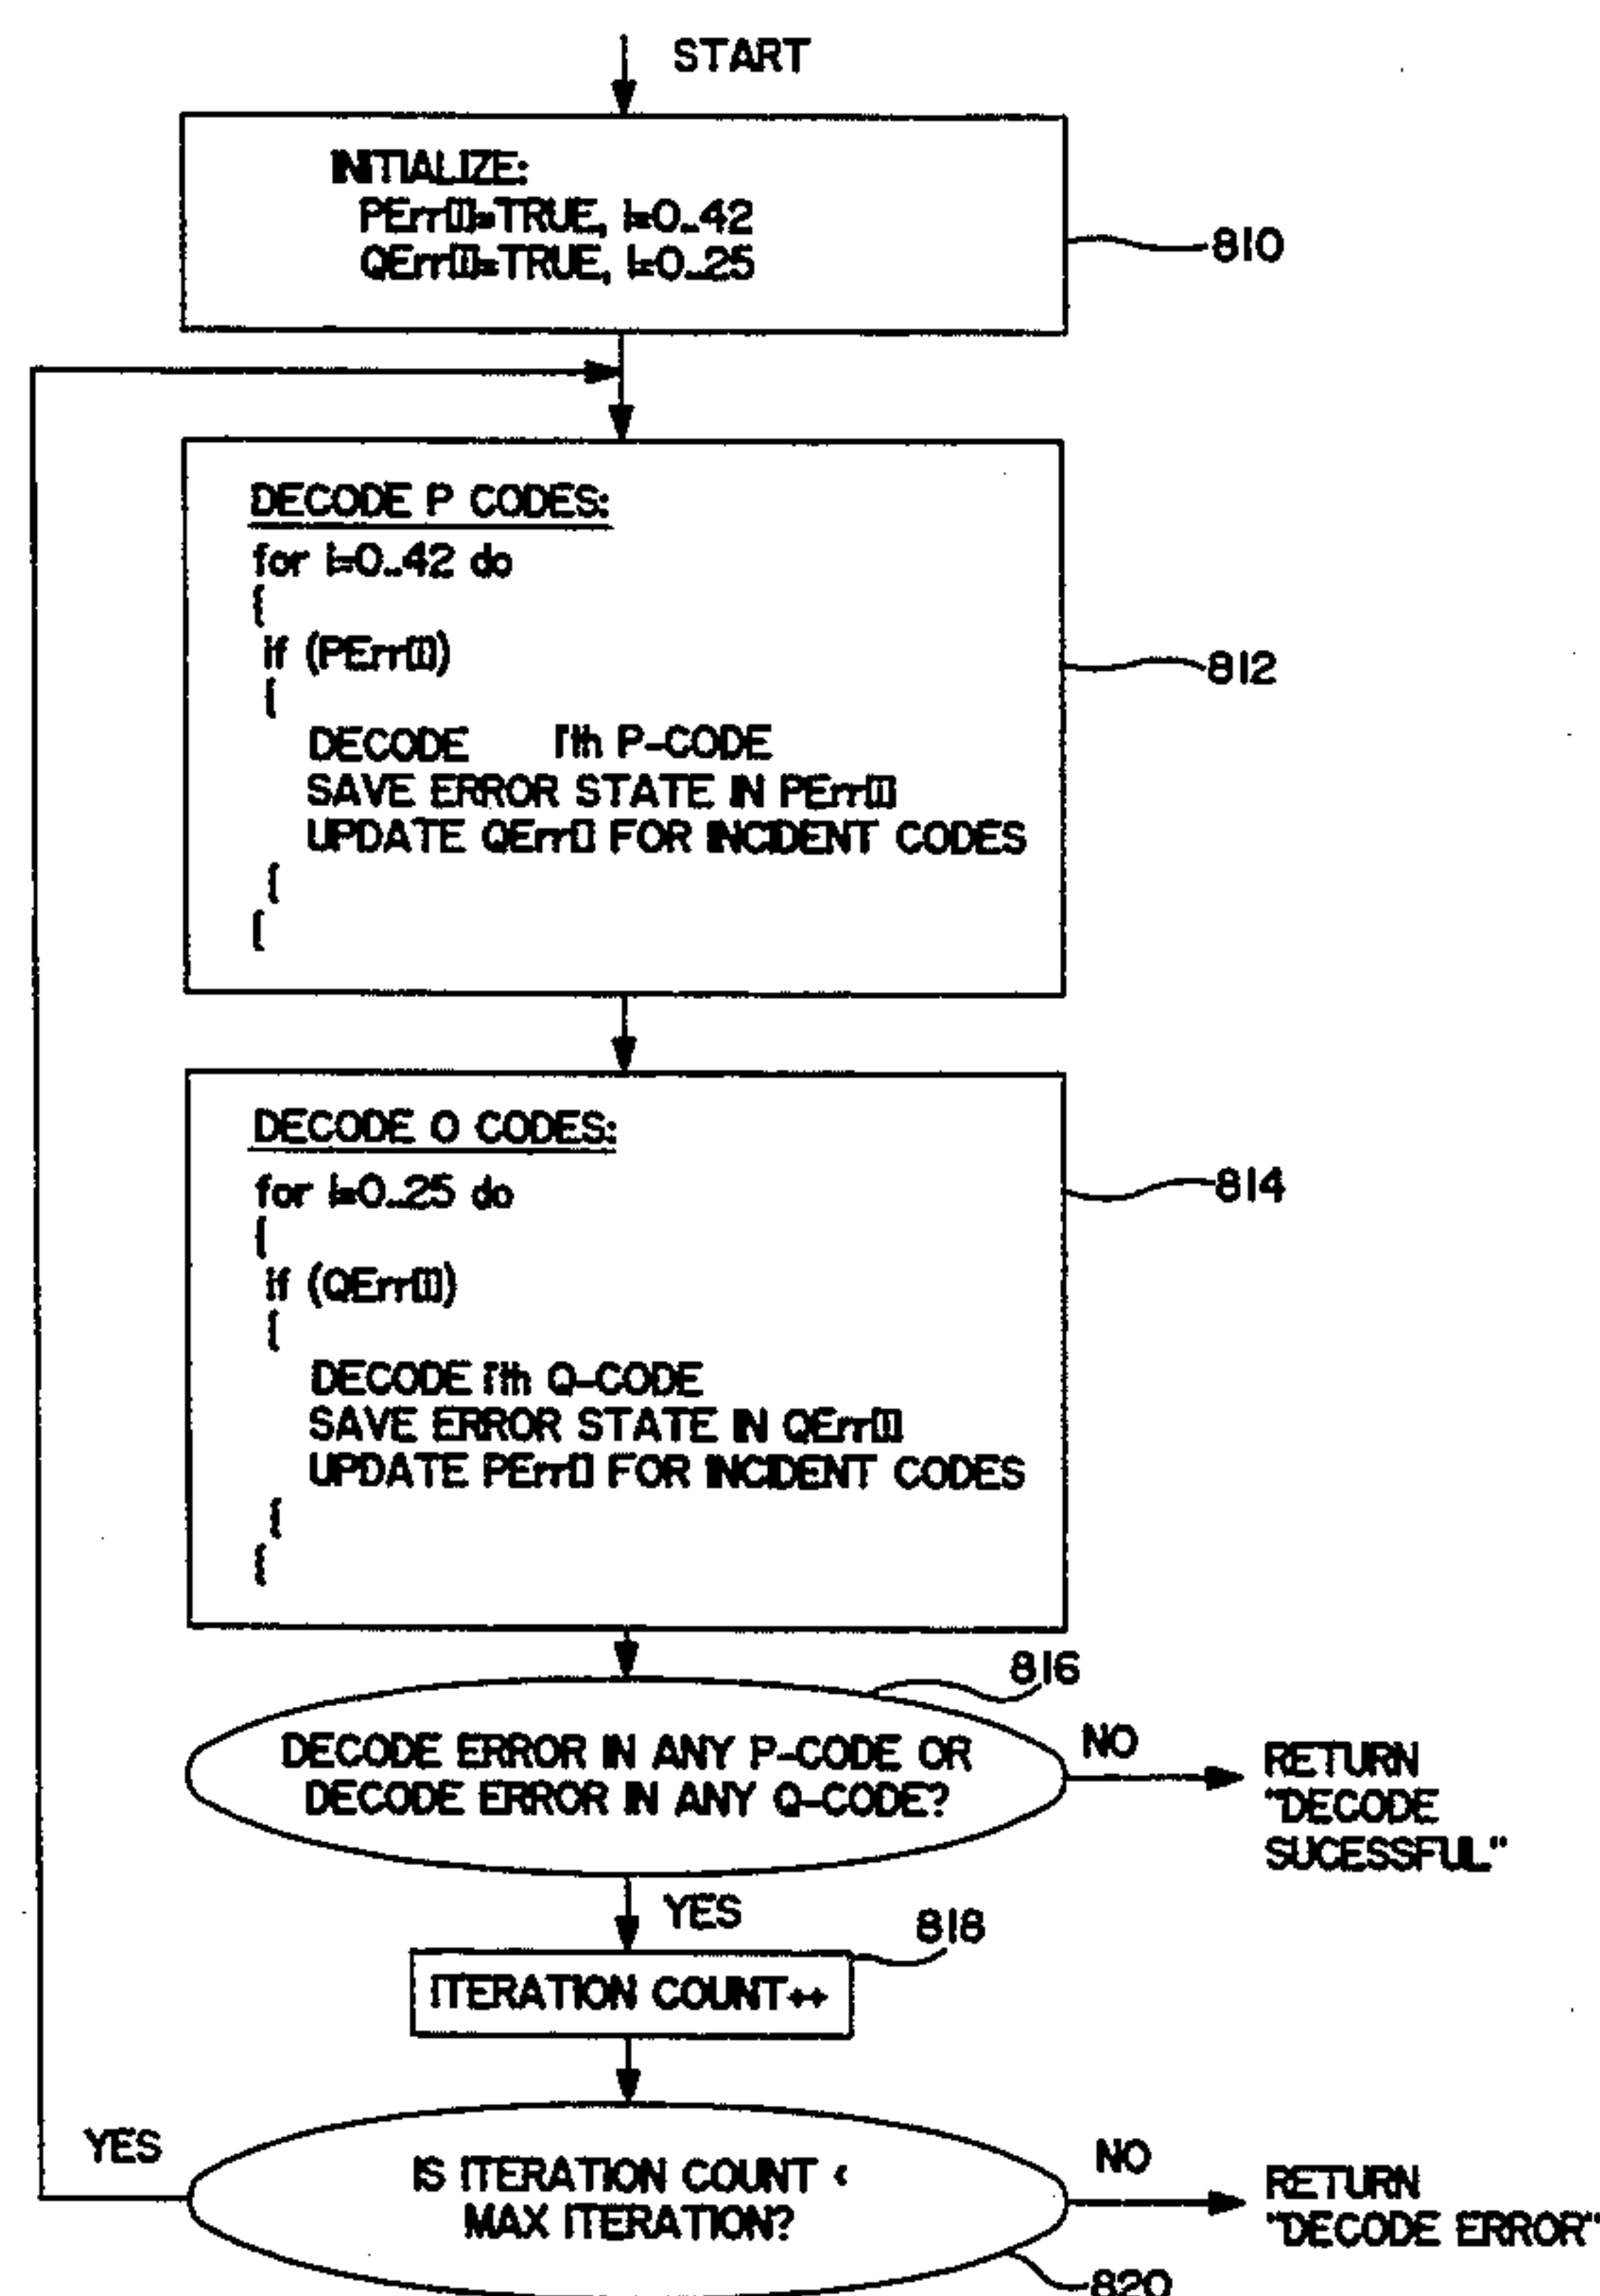 START
INITIALIZE:
PErr[i]=TRUE, i=0..42
QErr[i]=TRUE, i=0..25
810
DECODE P CODES:
for i=0..42 do
{
if (PErr[i])
{
DECODE i'th P-CODE
SAVE ERROR STATE IN PErr[i]
UPDATE QErr[] FOR INCIDENT CODES
{
{
812
DECODE O CODES:
for i=0..25 do
{
if (QErr[i])
{
DECODE i'th Q-CODE
SAVE ERROR STATE IN QErr[i]
UPDATE PErr[] FOR INCIDENT CODES
{
{
814
816
DECODE ERROR IN ANY P-CODE OR
DECODE ERROR IN ANY Q-CODE?
NO
RETURN
"DECODE
SUCESSFUL"
YES
818
ITERATION COUNT++
YES
IS ITERATION COUNT <
MAX ITERATION?
NO
RETURN
"DECODE ERROR"
820